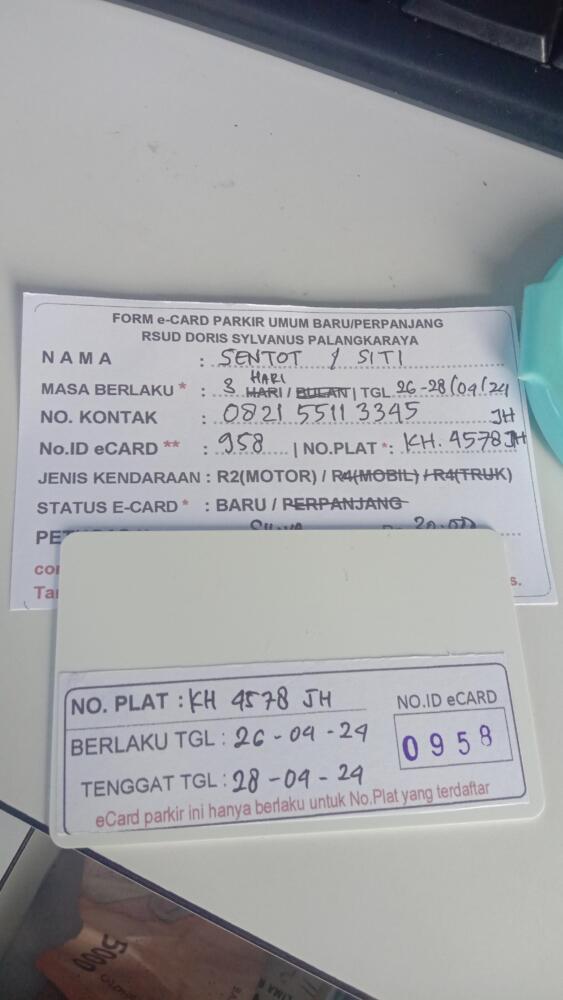 FORM e-CARD PARKIR UMUM BARU/PERPANJANG
RSUD DORIS SYLVANUS PALANGKARAYA
NAMA : SENTOT / SITI
MASA BERLAKU * : 3 HARI HARI / BULAN | TGL 26-28/04/24
NO. KONTAK : 0821 5511 3345
No.ID eCARD ** : 958 | NO.PLAT *: KH. 4578 JH
JH
JENIS KENDARAAN : R2(MOTOR) / R4(MOBIL) / R4(TRUK)
STATUS E-CARD * : BARU / PERPANJANG
NO. PLAT : KH 4578 JH
NO.ID eCARD
BERLAKU TGL : 26 - 04 - 24
0958
TENGGAT TGL : 28 - 04 - 24
eCard parkir ini hanya berlaku untuk No.Plat yang terdaftar
5000